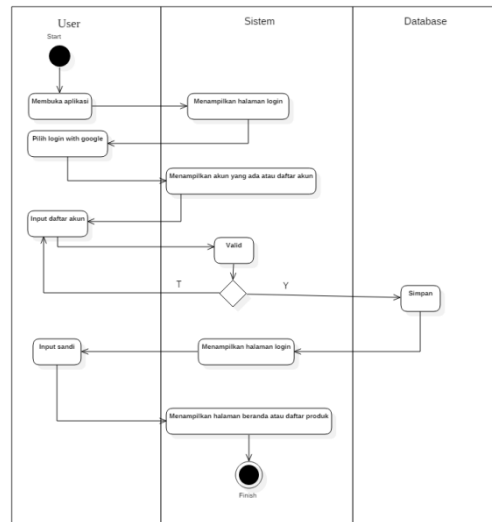 User
Sistem
Database
Start
Membuka aplikasi
Menampilkan halaman login
Pilih login with google
Menampilkan akun yang ada atau daftar akun
Input daftar akun
Valid
T
Y
Simpan
Input sandi
Menampilkan halaman login
Menampilkan halaman beranda atau daftar produk
Finish